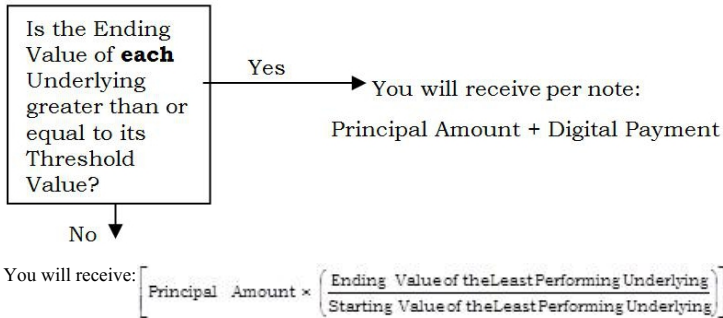 Is the Ending
Value of each
Underlying
greater than or
equal to its
Threshold
Value?
Yes
You will receive per note:
Principal Amount + Digital Payment
No
You will receive: [Principal Amount × (Ending Value of theLeast Performing Underlying
Starting Value of theLeast Performing Underlying)]